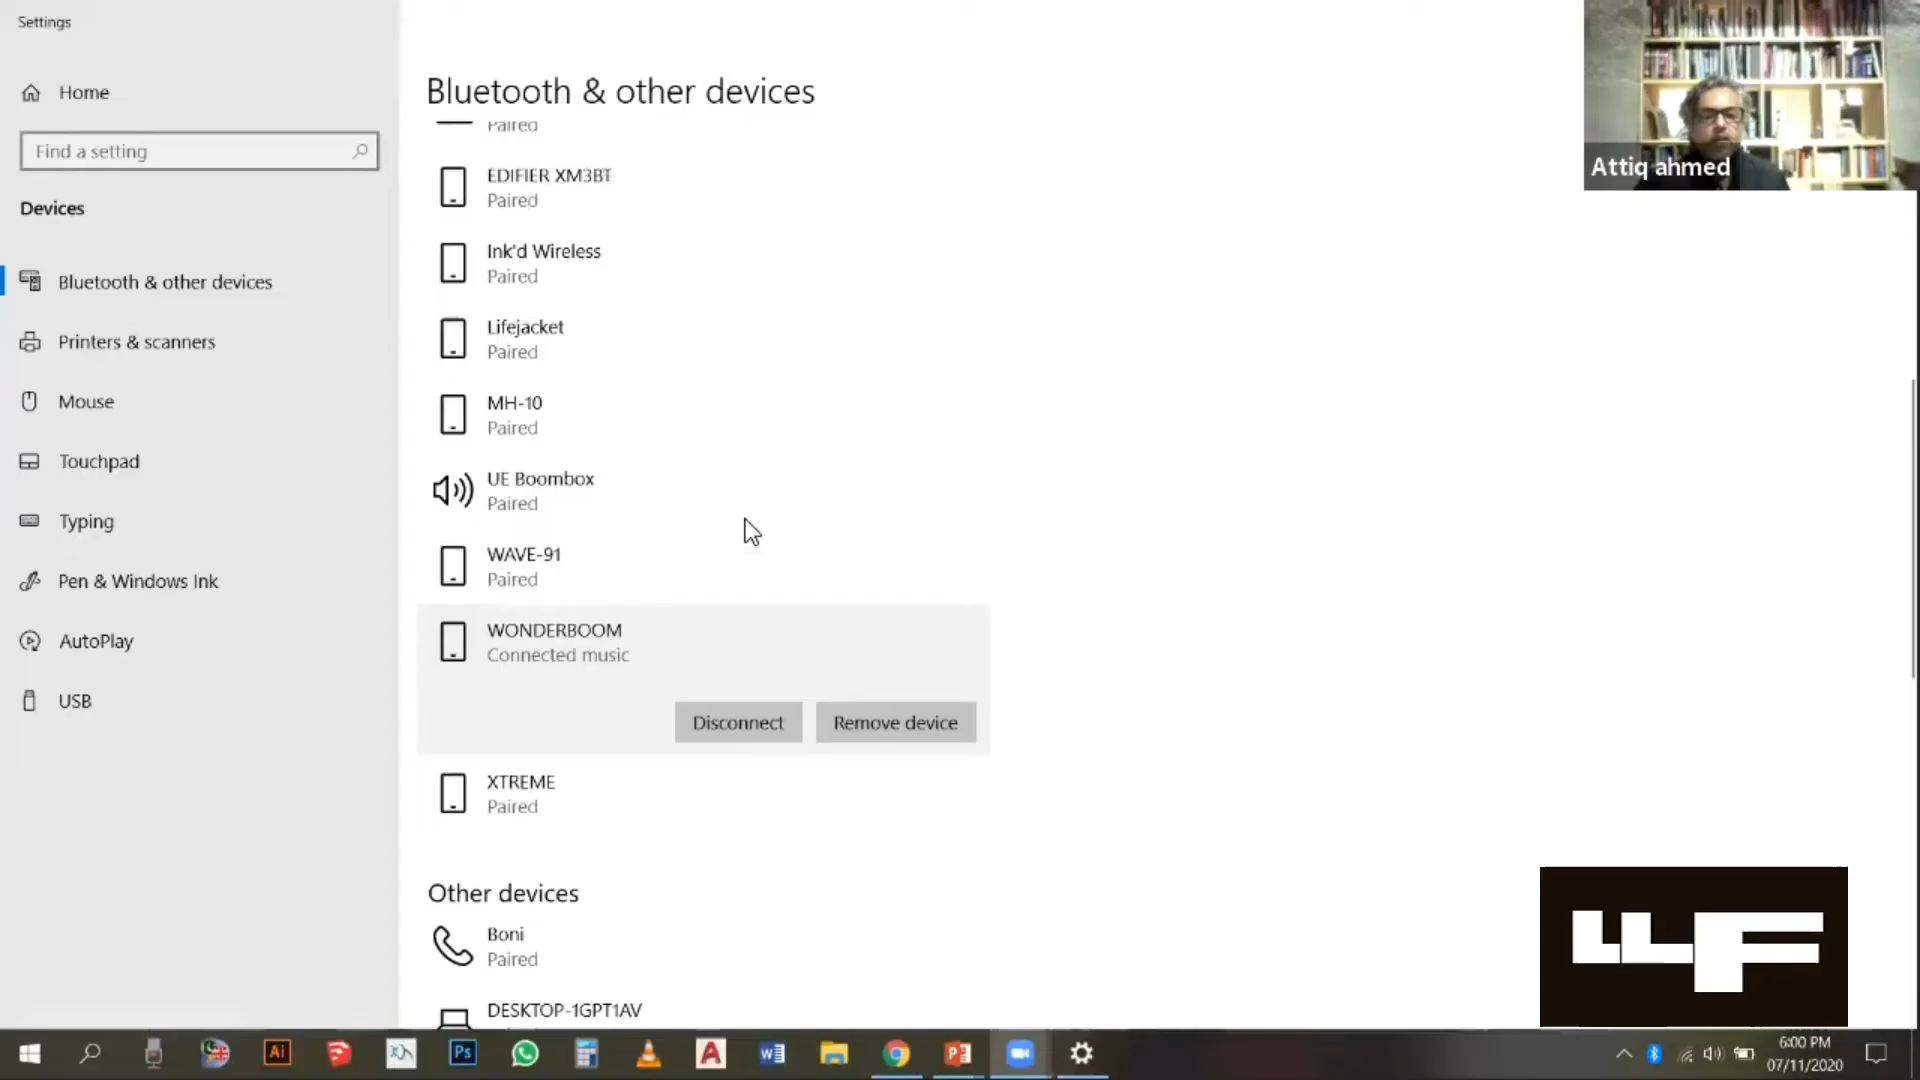 Settings
Home
Find a setting
Devices
Bluetooth & other devices
Printers & scanners
Mouse
Touchpad
Typing
Pen & Windows Ink
AutoPlay
USB
Bluetooth & other devices
Paired
EDIFIER XM3BT
Paired
Ink'd Wireless
Paired
Lifejacket
Paired
MH-10
Paired
UE Boombox
Paired
WAVE-91
Paired
WONDERBOOM
Connected music
Disconnect
Remove device
XTREME
Paired
Other devices
Boni
Paired
DESKTOP-1GPT1AV
Attiq ahmed
Ai
Ps
6:00 PM
07/11/2020